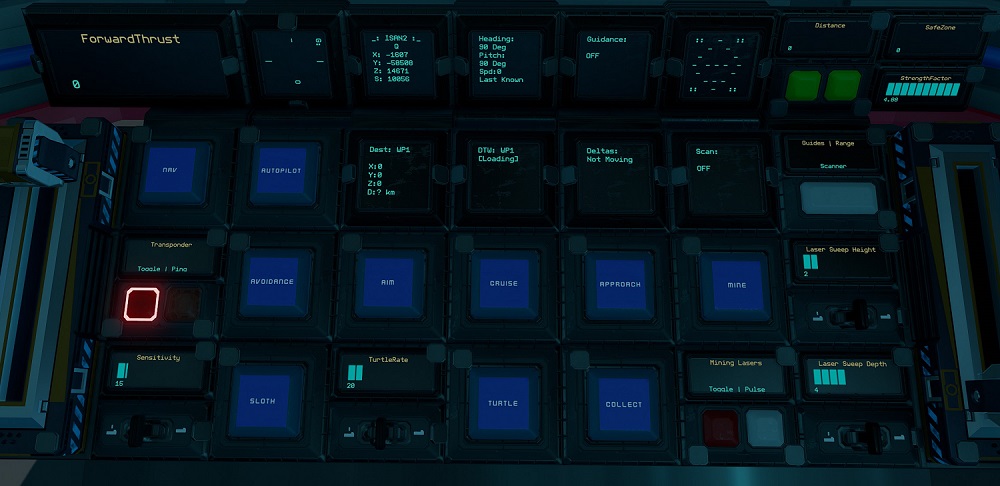 ForwardThrust
0
_: ISAN2 :_
Q
X: -1607
Y: -58508
Z: 14671
S: 10056
Heading:
90 Deg
Pitch:
90 Deg
Spd:0
Last Known
Guidance:
OFF
Distance
0
SafeZone
0
StrengthFactor
4.88
NAV
AUTOPILOT
Dest: WP1
X:0
Y:0
Z:0
D:? km
DTW: WP1
[Loading]
Deltas:
Not Moving
Scan:
OFF
Guides | Range
Scanner
Transponder
Toggle | Ping
AVOIDANCE
AIM
CRUISE
APPROACH
MINE
Laser Sweep Height
2
Sensitivity
15
SLOTH
TurtleRate
20
TURTLE
COLLECT
Mining Lasers
Toggle | Pulse
Laser Sweep Depth
4